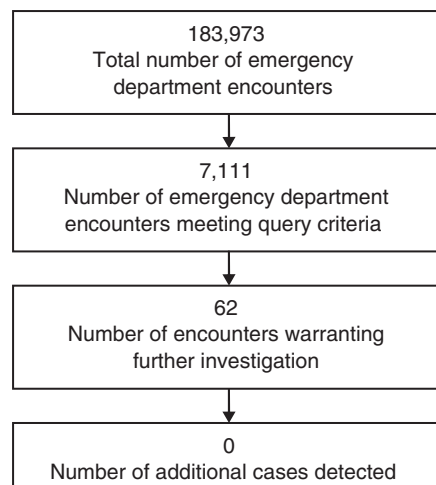 183,973
Total number of emergency
department encounters
7,111
Number of emergency department
encounters meeting query criteria
62
Number of encounters warranting
further investigation
0
Number of additional cases detected